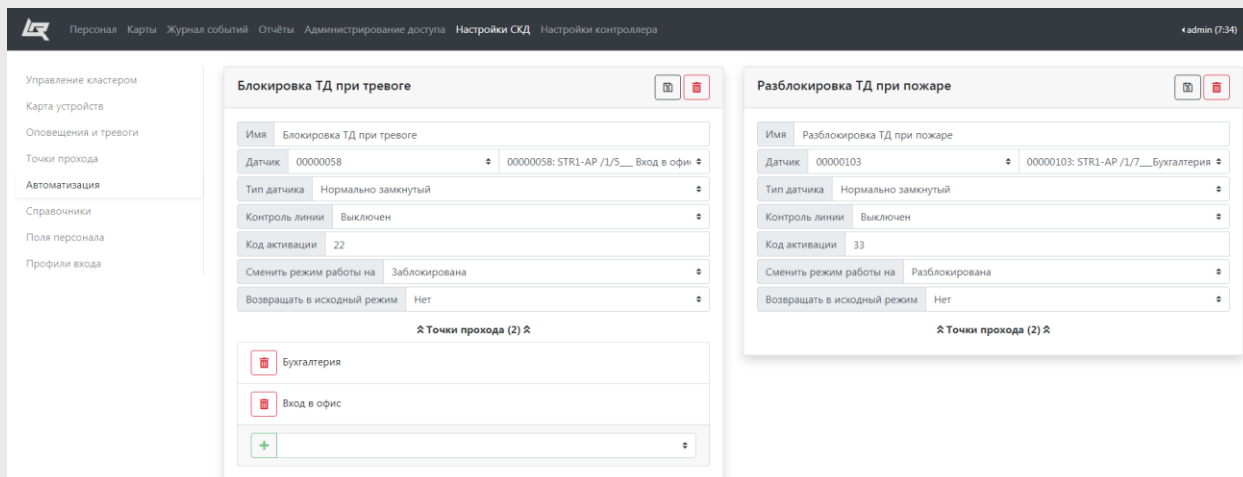 Персонал Карты Журнал событий Отчёты Администрирование доступа Настройки СКД Настройки контроллера admin (7:34)
Управление кластером
Карта устройств
Оповещения и тревоги
Точки прохода
Автоматизация
Справочники
Поля персонала
Профили входа
Блокировка ТД при тревоге
Имя Блокировка ТД при тревоге
Датчик 00000058 00000058: STR1-AP /1/5___ Вход в офи
Тип датчика Нормально замкнутый
Контроль линии Выключен
Код активации 22
Сменить режим работы на Заблокирована
Возвращать в исходный режим Нет
Точки прохода (2)
Бухгалтерия
Вход в офис
Разблокировка ТД при пожаре
Имя Разблокировка ТД при пожаре
Датчик 00000103 00000103: STR1-AP /1/7___Бухгалтерия
Тип датчика Нормально замкнутый
Контроль линии Выключен
Код активации 33
Сменить режим работы на Разблокирована
Возвращать в исходный режим Нет
Точки прохода (2)